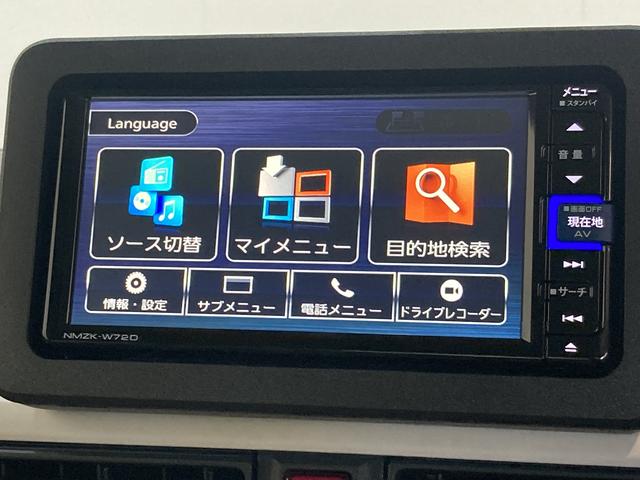 Language
ソース切替
マイメニュー
目的地検索
情報・設定
サブメニュー
電話メニュー
ドライブレコーダー
NMZK-W72D
メニュー
■スタンバイ
音量
■画面OFF
現在地
AV
■サーチ